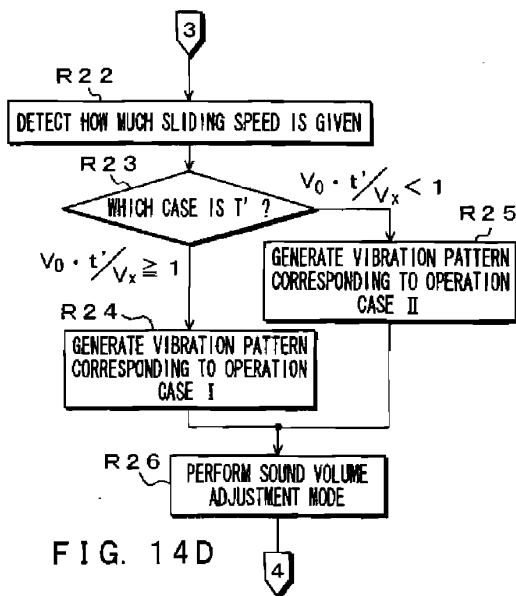 3
R22
DETECT HOW MUCH SLIDING SPEED IS GIVEN
R23
WHICH CASE IS T' ?
V0 · t'/Vx < 1
V0 · t'/Vx ≧ 1
R25
GENERATE VIBRATION PATTERN
CORRESPONDING TO OPERATION
CASE Ⅱ
R24
GENERATE VIBRATION PATTERN
CORRESPONDING TO OPERATION
CASE Ⅰ
R26
PERFORM SOUND VOLUME
ADJUSTMENT MODE
FIG. 14D
4